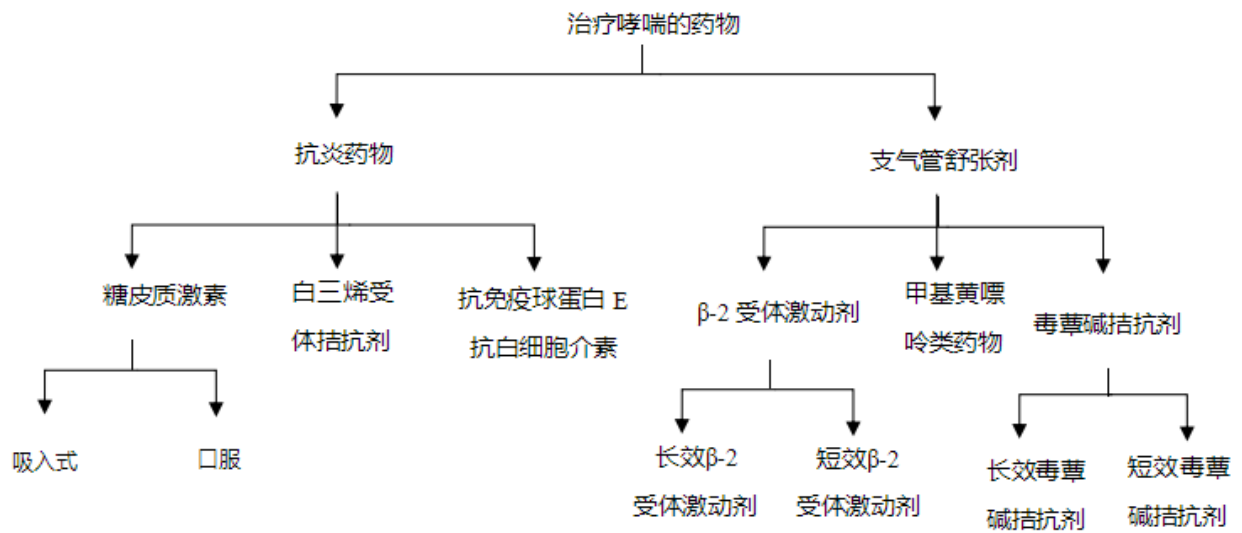 治疗哮喘的药物
抗炎药物
支气管舒张剂
糖皮质激素
白三烯受
体拮抗剂
抗免疫球蛋白 E
抗白细胞介素
β-2 受体激动剂
甲基黄嘌
呤类药物
毒蕈碱拮抗剂
吸入式
口服
长效β-2
受体激动剂
短效β-2
受体激动剂
长效毒蕈
碱拮抗剂
短效毒蕈
碱拮抗剂